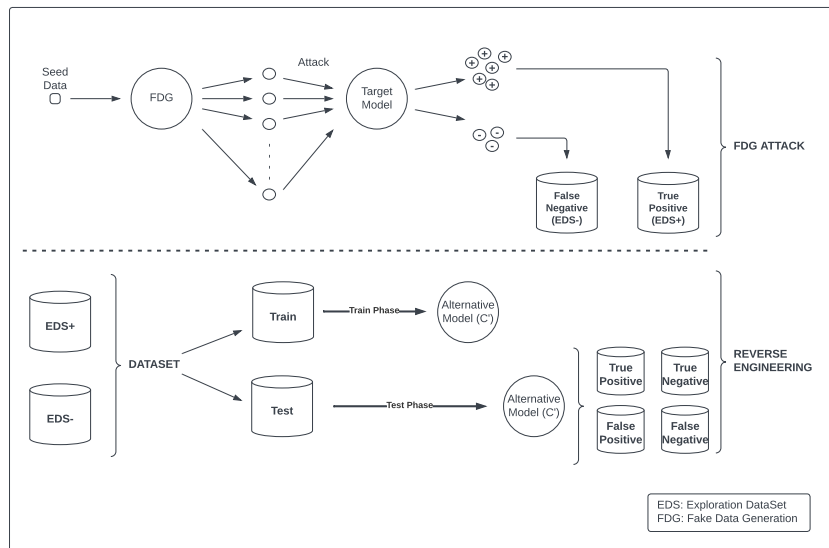 Seed
Data
FDG
Attack
Target
Model
+
+
+
+
+
+
-
-
-
False
Negative
(EDS-)
True
Positive
(EDS+)
FDG ATTACK
EDS+
EDS-
DATASET
Train
Test
Train Phase
Test Phase
Alternative
Model (C')
Alternative
Model (C')
True
Positive
True
Negative
False
Positive
False
Negative
REVERSE
ENGINEERING
EDS: Exploration DataSet
FDG: Fake Data Generation